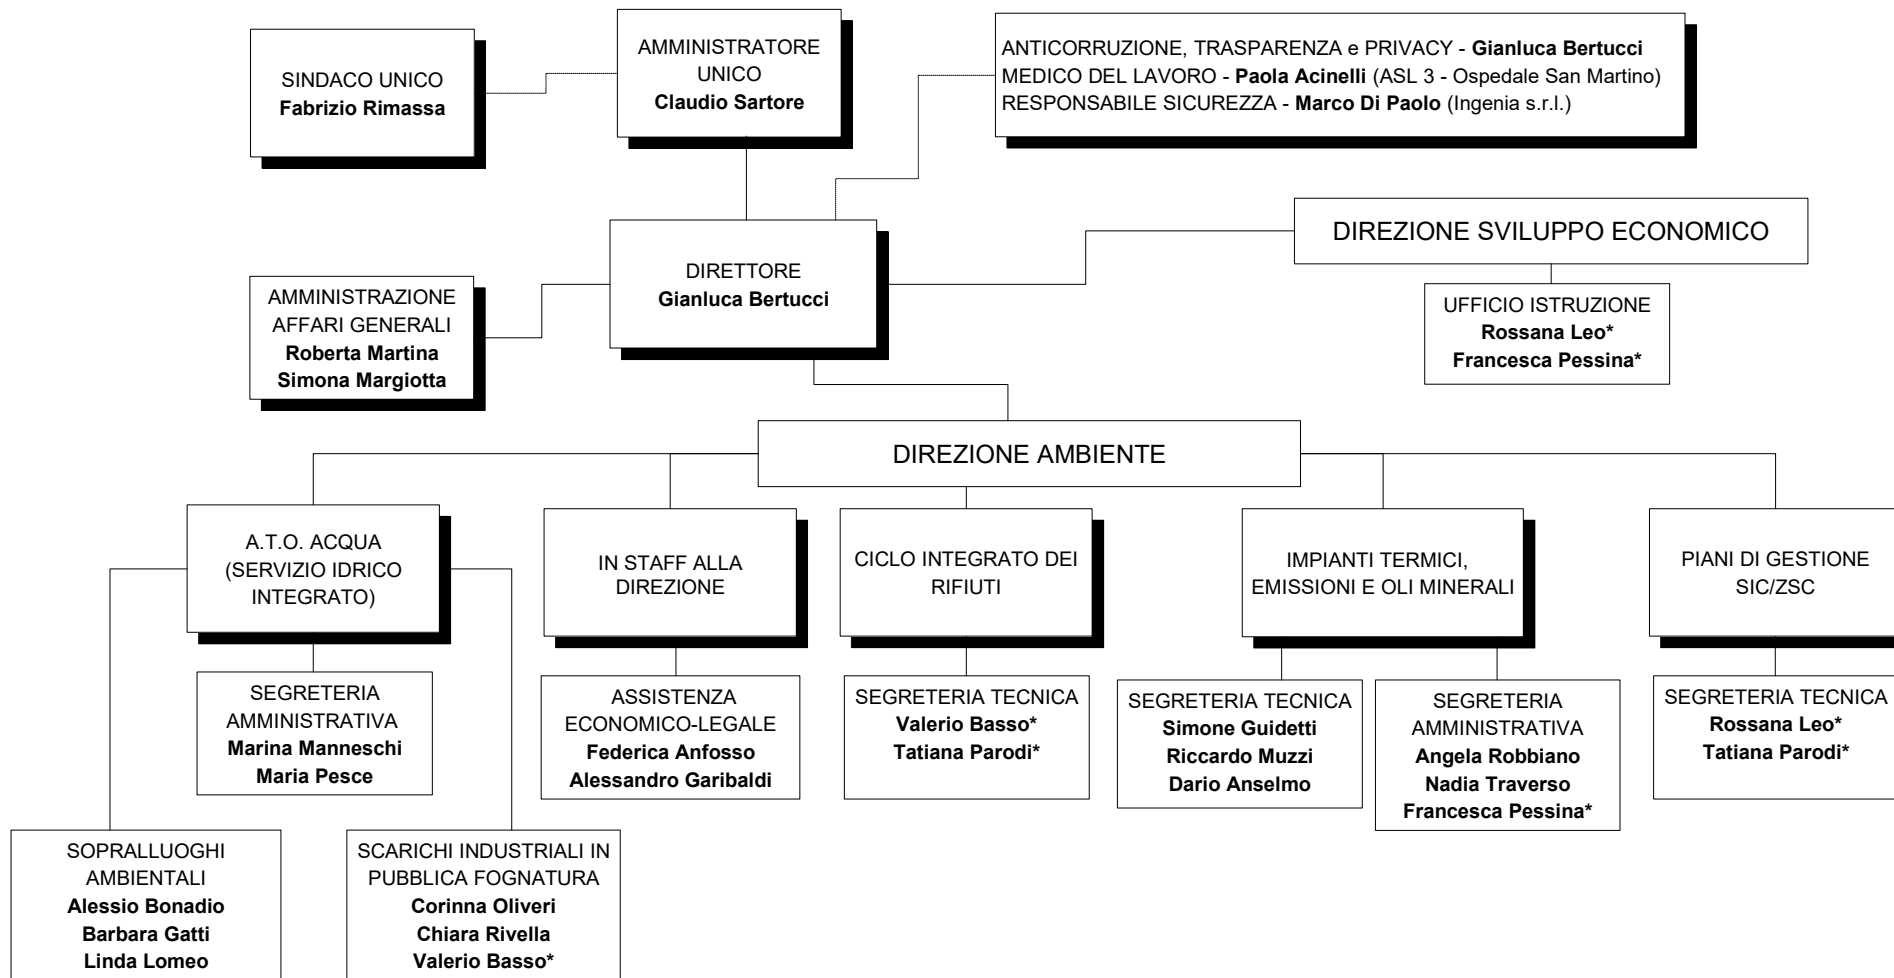 SINDACO UNICO
Fabrizio Rimassa
AMMINISTRATORE
UNICO
Claudio Sartore
ANTICORRUZIONE, TRASPARENZA e PRIVACY - Gianluca Bertucci
MEDICO DEL LAVORO - Paola Acinelli (ASL 3 - Ospedale San Martino)
RESPONSABILE SICUREZZA - Marco Di Paolo (Ingenia s.r.l.)
DIRETTORE
Gianluca Bertucci
DIREZIONE SVILUPPO ECONOMICO
AMMINISTRAZIONE
AFFARI GENERALI
Roberta Martina
Simona Margiotta
UFFICIO ISTRUZIONE
Rossana Leo*
Francesca Pessina*
DIREZIONE AMBIENTE
A.T.O. ACQUA
(SERVIZIO IDRICO
INTEGRATO)
IN STAFF ALLA
DIREZIONE
CICLO INTEGRATO DEI
RIFIUTI
IMPIANTI TERMICI,
EMISSIONI E OLI MINERALI
PIANI DI GESTIONE
SIC/ZSC
SEGRETERIA
AMMINISTRATIVA
Marina Manneschi
Maria Pesce
ASSISTENZA
ECONOMICO-LEGALE
Federica Anfosso
Alessandro Garibaldi
SEGRETERIA TECNICA
Valerio Basso*
Tatiana Parodi*
SEGRETERIA TECNICA
Simone Guidetti
Riccardo Muzzi
Dario Anselmo
SEGRETERIA
AMMINISTRATIVA
Angela Robbiano
Nadia Traverso
Francesca Pessina*
SEGRETERIA TECNICA
Rossana Leo*
Tatiana Parodi*
SOPRALLUOGHI
AMBIENTALI
Alessio Bonadio
Barbara Gatti
Linda Lomeo
SCARICHI INDUSTRIALI IN
PUBBLICA FOGNATURA
Corinna Oliveri
Chiara Rivella
Valerio Basso*